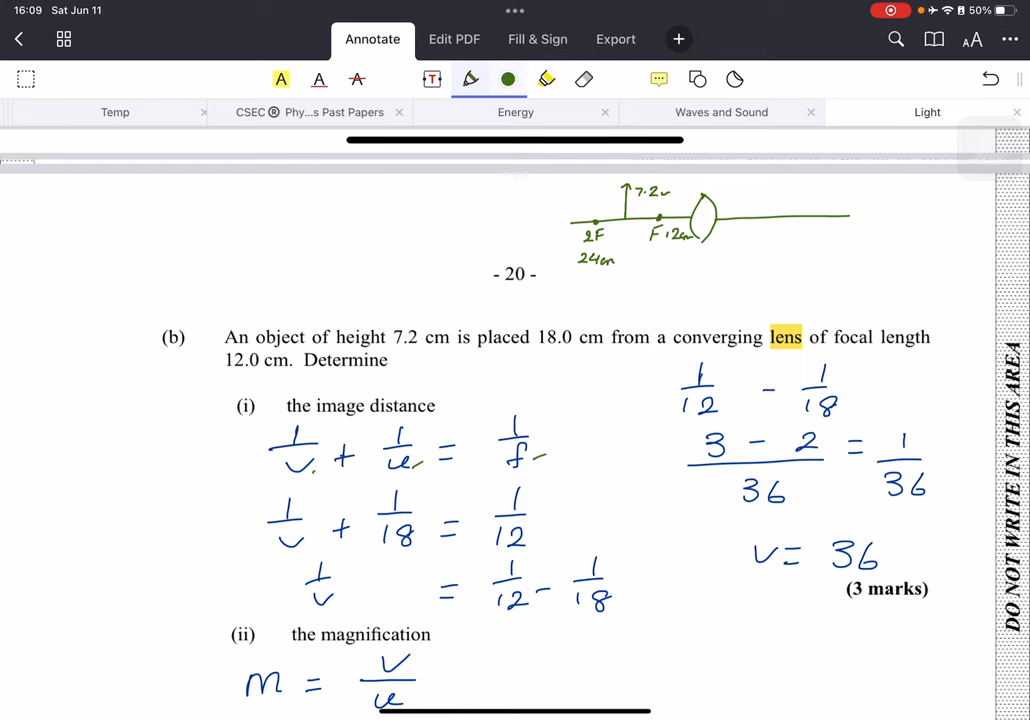 16:09 Sat Jun 11 50%
Annotate Edit PDF Fill & Sign Export
A A A T AA
Temp CSEC ® Phy...s Past Papers Energy Waves and Sound Light
7.2
2F F 12cm
24cm
- 20 -
(b) An object of height 7.2 cm is placed 18.0 cm from a converging lens of focal length
12.0 cm. Determine
1/12 - 1/18
(i) the image distance
1/v + 1/u = 1/f
3 - 2 / 36 = 1/36
1/v + 1/18 = 1/12
v = 36
1/v = 1/12 - 1/18
(3 marks)
(ii) the magnification
m = v/u
DO NOT WRITE IN THIS AREA